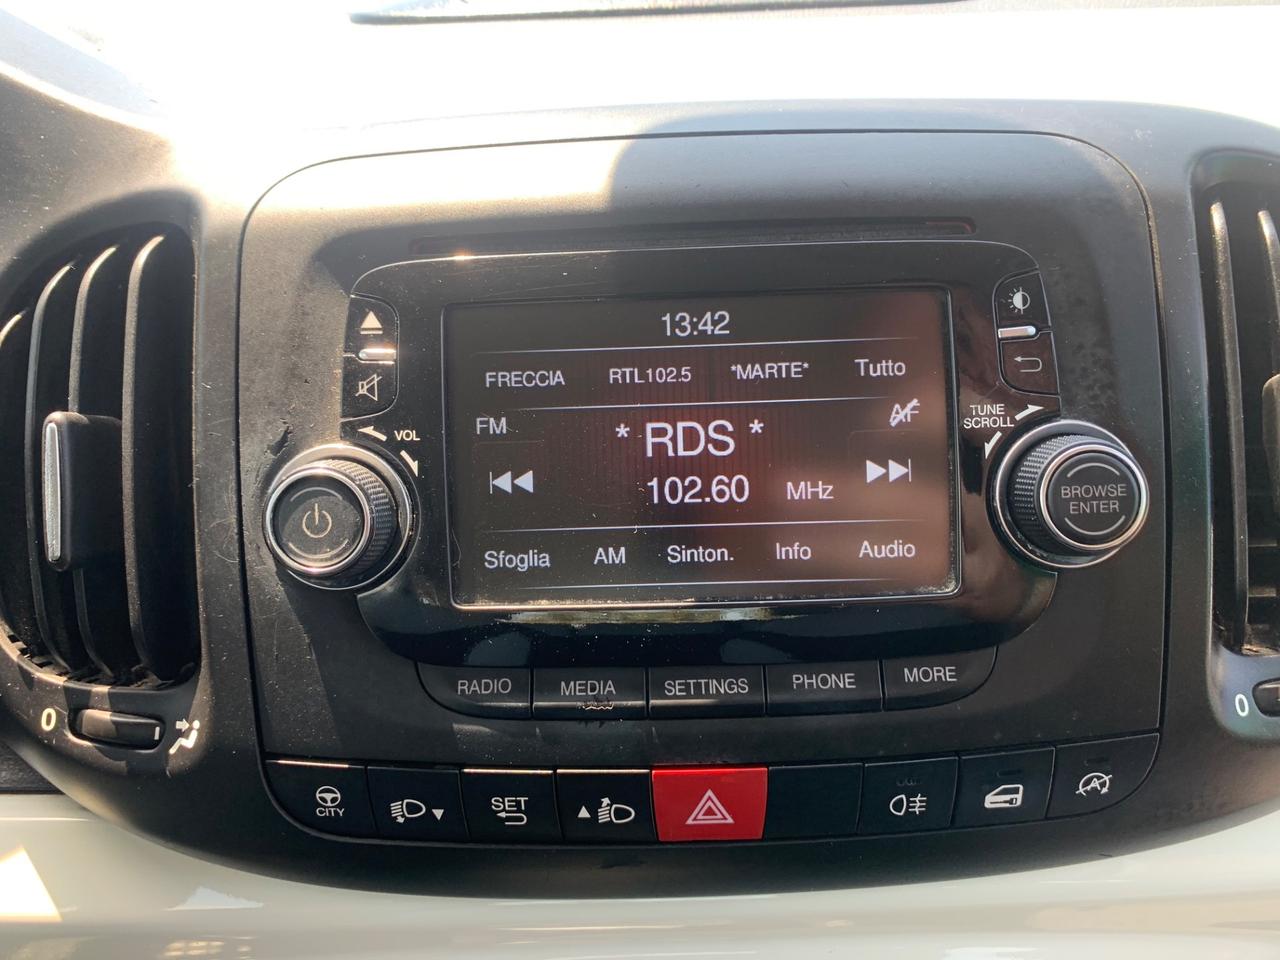 13:42
FRECCIA RTL102.5 *MARTE* Tutto
FM AF
* RDS *
102.60 MHz
Sfoglia AM Sinton. Info Audio
VOL
TUNE
SCROLL
BROWSE
ENTER
RADIO MEDIA SETTINGS PHONE MORE
0
0
CITY
SET
A